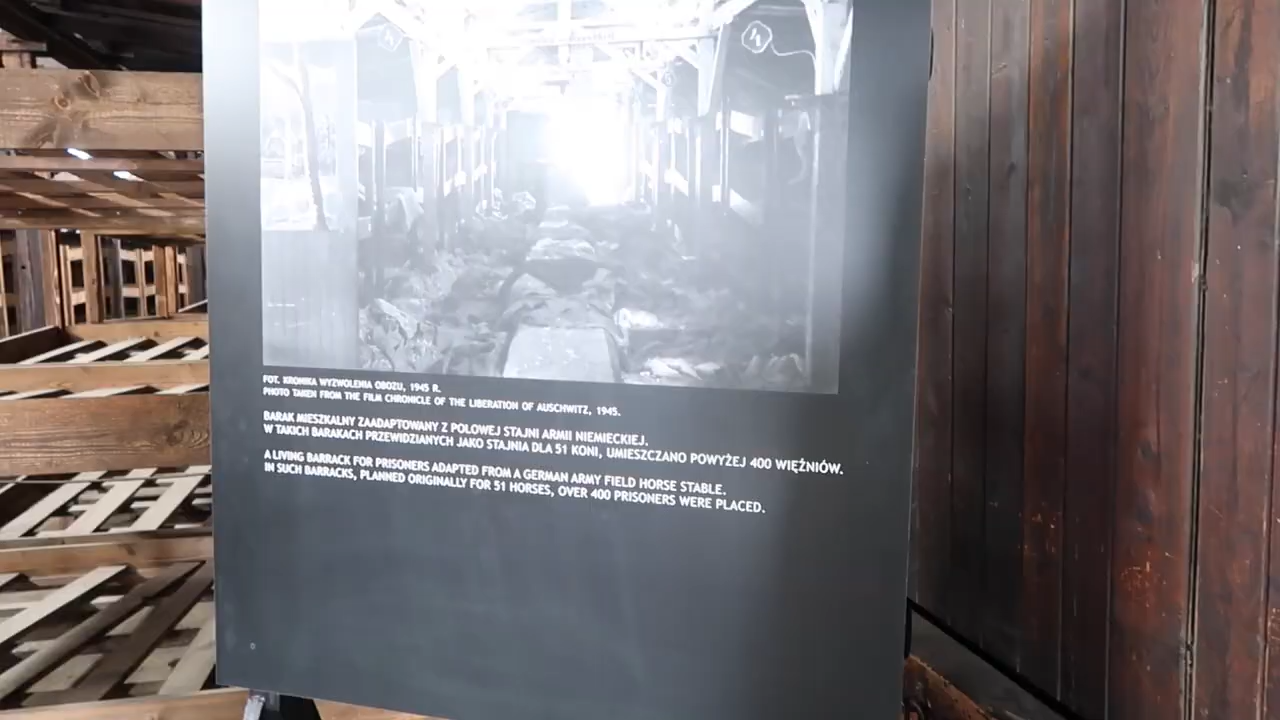 FOT. KRONIKA WYZWOLENIA OBOZU, 1945 R.
PHOTO TAKEN FROM THE FILM CHRONICLE OF THE LIBERATION OF AUSCHWITZ, 1945.
BARAK MIESZKALNY ZAADAPTOWANY Z POLOWEJ STAJNI ARMII NIEMIECKIEJ.
W TAKICH BARAKACH PRZEWIDZIANYCH JAKO STAJNIA DLA 51 KONI, UMIESZCZANO POWYŻEJ 400 WIĘŹNIÓW.
A LIVING BARRACK FOR PRISONERS ADAPTED FROM A GERMAN ARMY FIELD HORSE STABLE.
IN SUCH BARRACKS, PLANNED ORIGINALLY FOR 51 HORSES, OVER 400 PRISONERS WERE PLACED.